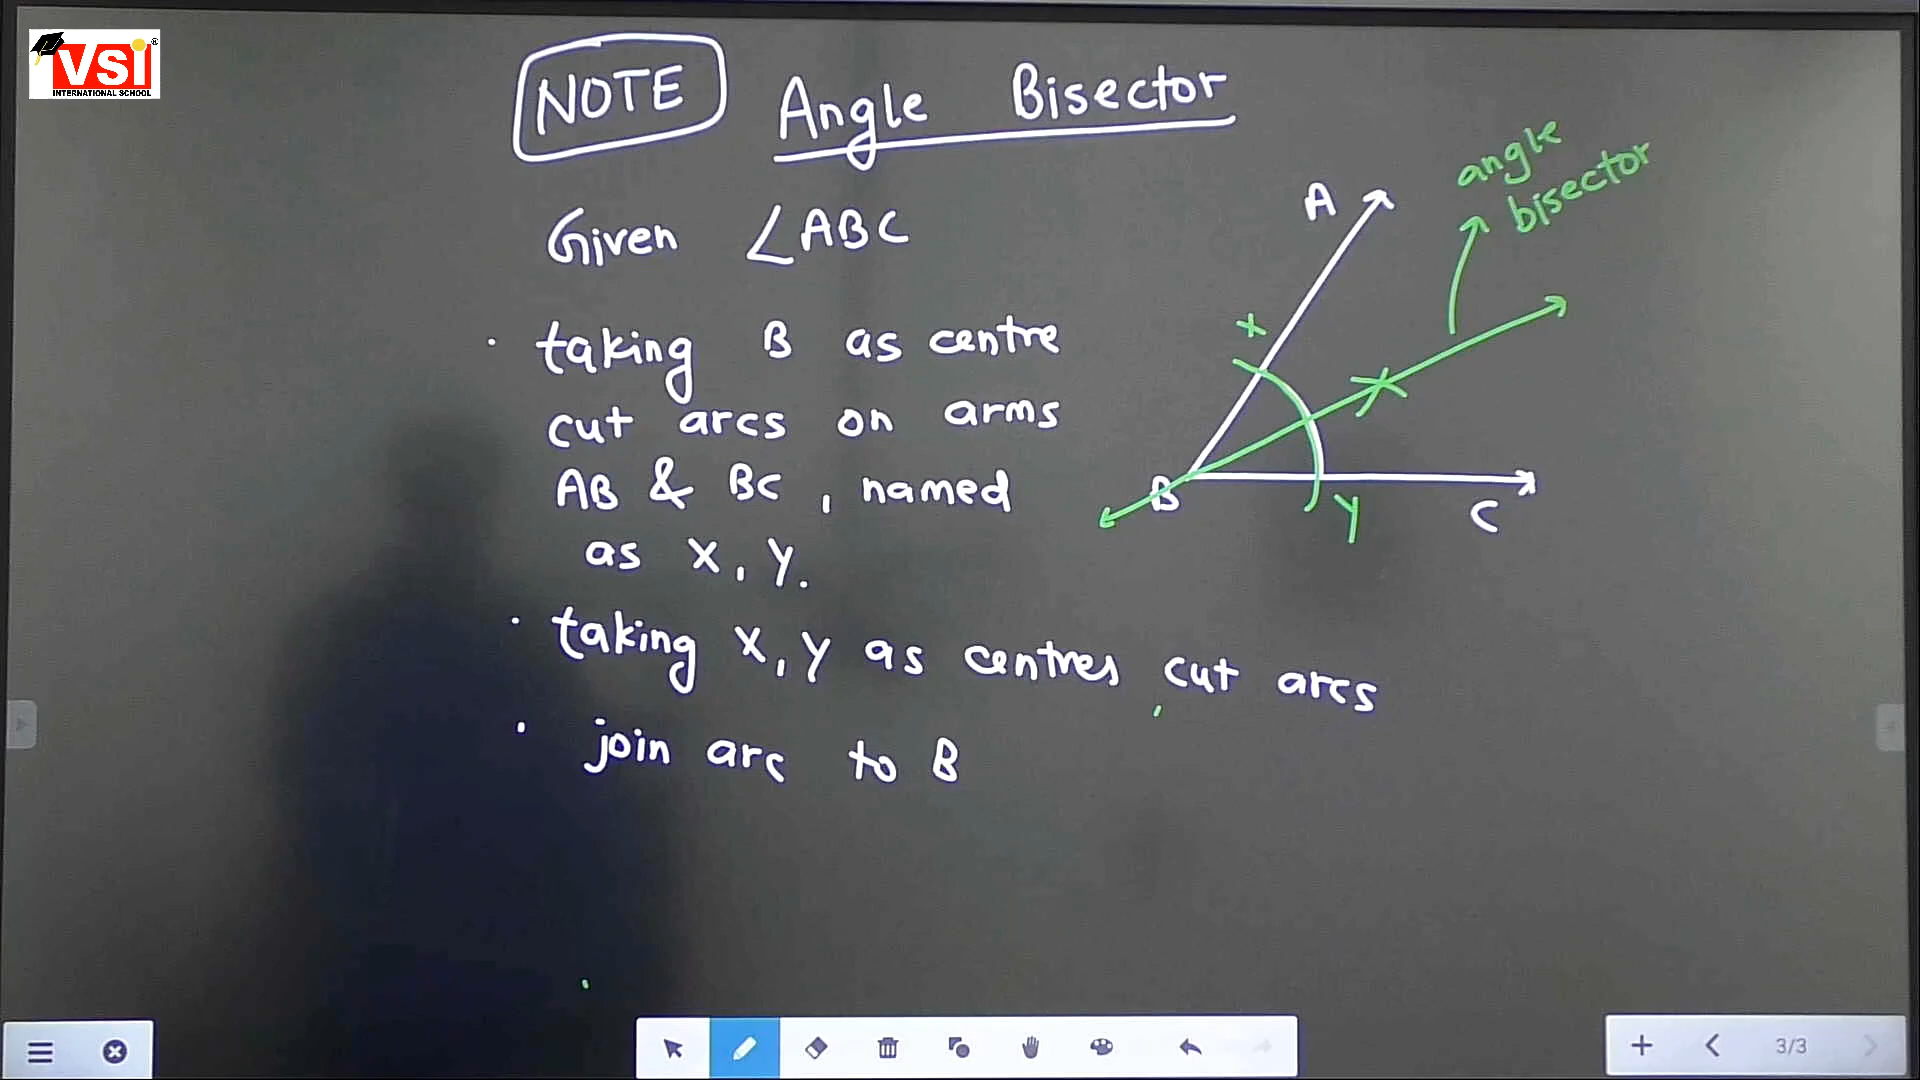 VSI
INTERNATIONAL SCHOOL
NOTE Angle Bisector
Given ∠ABC
· taking B as centre
cut arcs on arms
AB & BC, named
as X, Y.
· taking X, Y as centres cut arcs
· join arc to B
angle
bisector
A
X
B
Y
C
3/3